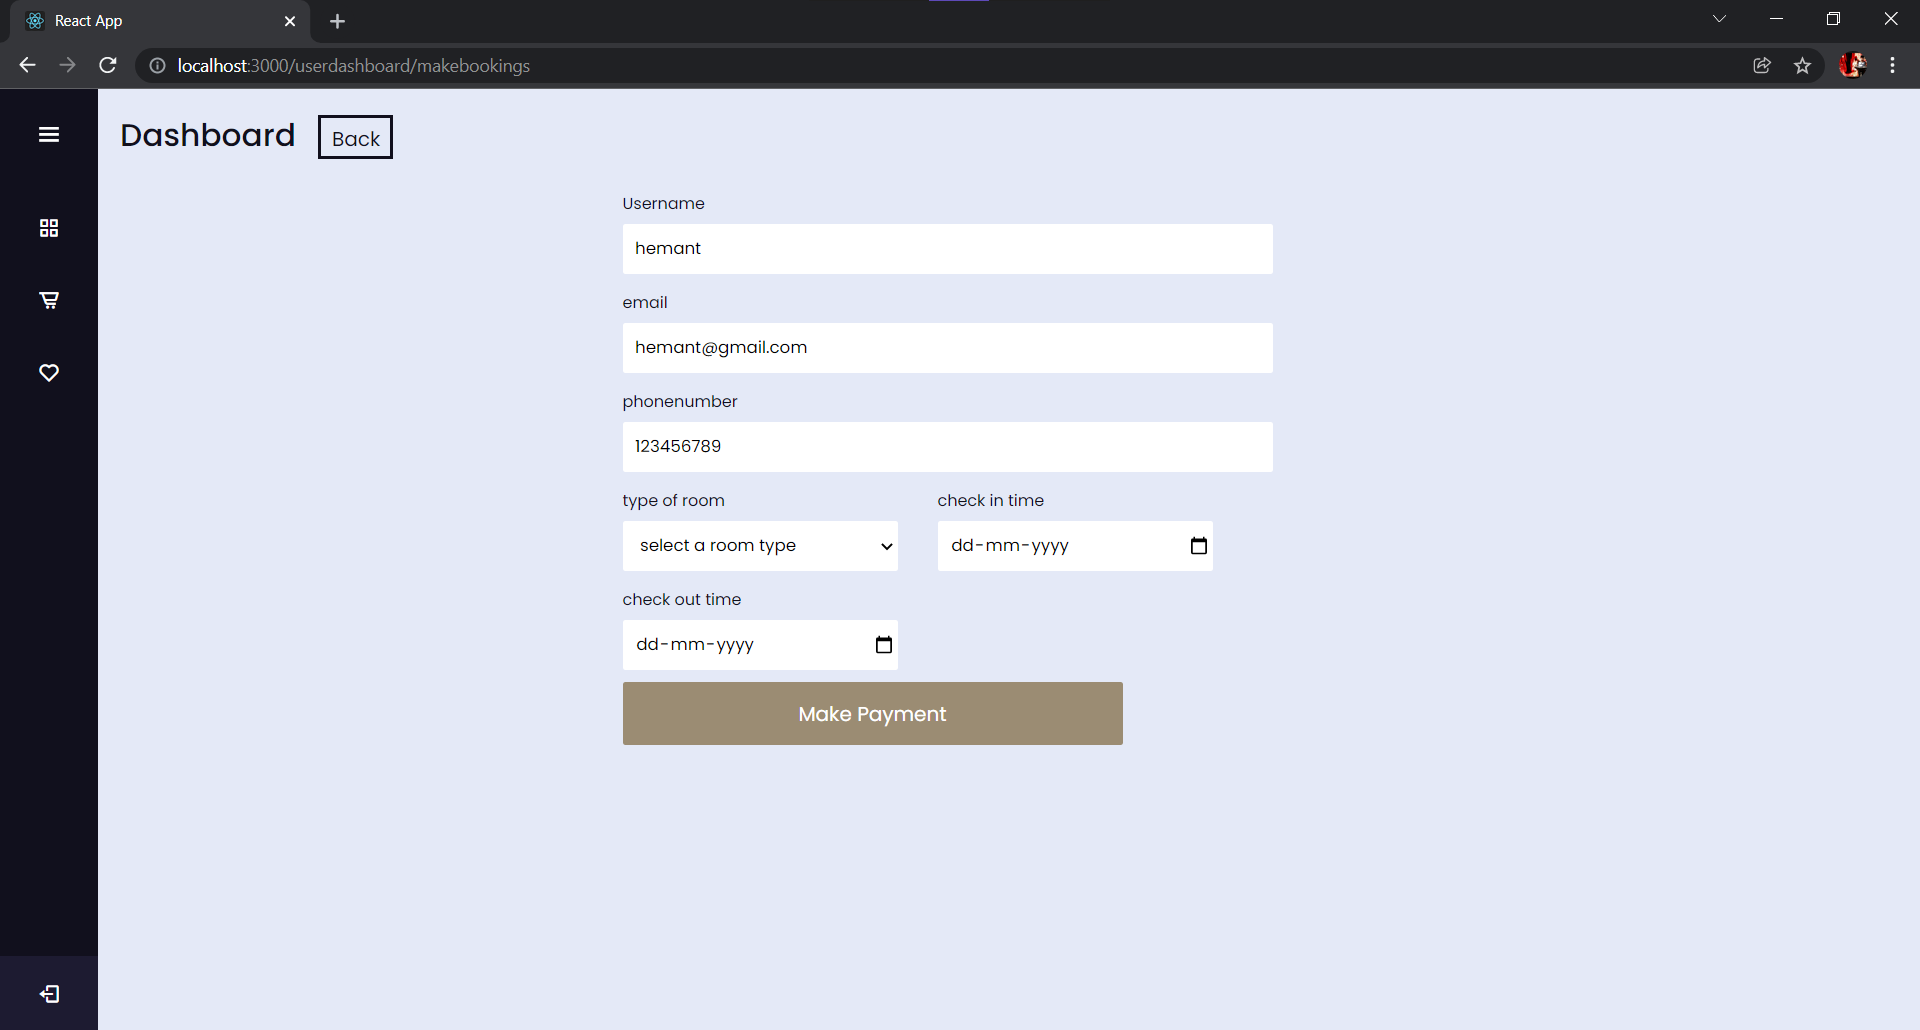 React App
localhost:3000/userdashboard/makebookings
Dashboard
Back
Username
hemant
email
hemant@gmail.com
phonenumber
123456789
type of room check in time
select a room type dd-mm-yyyy
check out time
dd-mm-yyyy
Make Payment